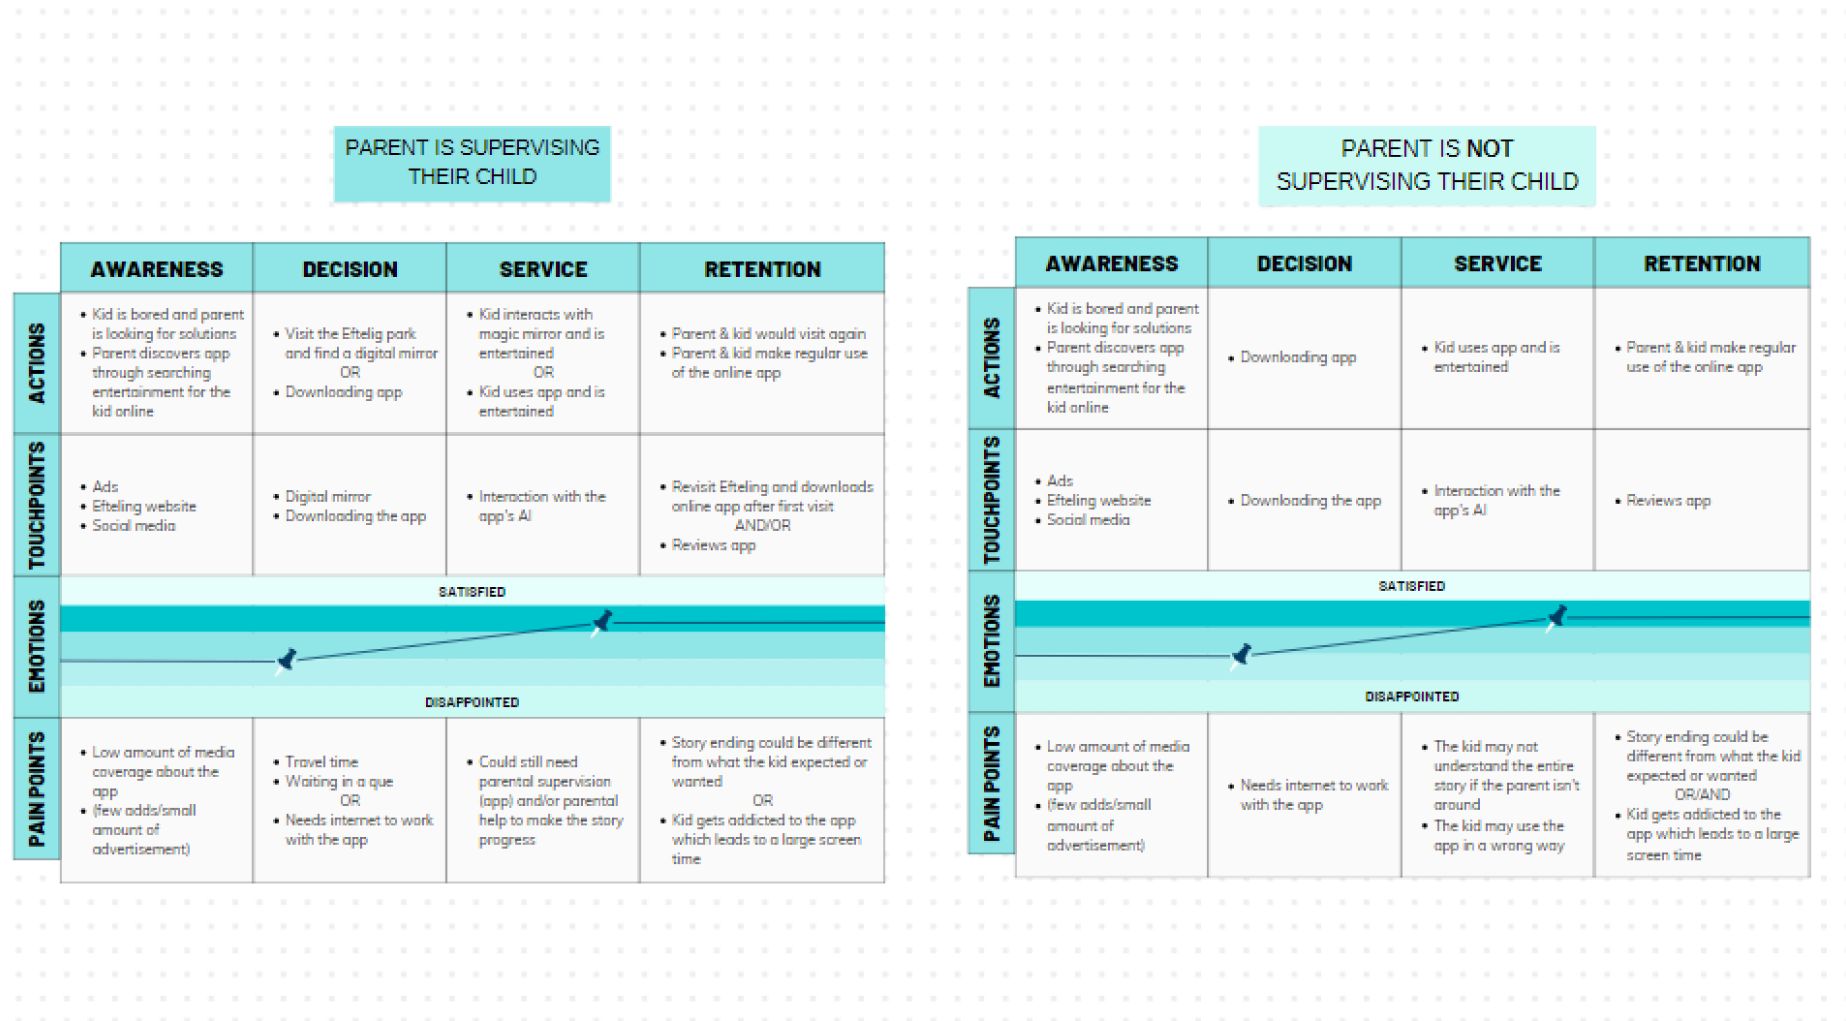 PARENT IS SUPERVISING
THEIR CHILD
AWARENESS
DECISION
SERVICE
RETENTION
ACTIONS
• Kid is bored and parent
is looking for solutions
• Parent discovers app
through searching
entertainment for the
kid online
• Visit the Eftelig park
and find a digital mirror
OR
• Downloading app
• Kid interacts with
magic mirror and is
entertained
OR
• Kid uses app and is
entertained
• Parent & kid would visit again
• Parent & kid make regular use
of the online app
TOUCHPOINTS
• Ads
• Efteling website
• Social media
• Digital mirror
• Downloading the app
• Interaction with the
app's AI
• Revisit Efteling and downloads
online app after first visit
AND/OR
• Reviews app
EMOTIONS
SATISFIED
DISAPPOINTED
PAIN POINTS
• Low amount of media
coverage about the
app
• (few adds/small
amount of
advertisement)
• Travel time
• Waiting in a que
OR
• Needs internet to work
with the app
• Could still need
parental supervision
(app) and/or parental
help to make the story
progress
• Story ending could be different
from what the kid expected or
wanted
OR
• Kid gets addicted to the app
which leads to a large screen
time
PARENT IS NOT
SUPERVISING THEIR CHILD
AWARENESS
DECISION
SERVICE
RETENTION
ACTIONS
• Kid is bored and parent
is looking for solutions
• Parent discovers app
through searching
entertainment for the
kid online
• Downloading app
• Kid uses app and is
entertained
• Parent & kid make regular
use of the online app
TOUCHPOINTS
• Ads
• Efteling website
• Social media
• Downloading the app
• Interaction with the
app's AI
• Reviews app
EMOTIONS
SATISFIED
DISAPPOINTED
PAIN POINTS
• Low amount of media
coverage about the
app
• (few adds/small
amount of
advertisement)
• Needs internet to work
with the app
• The kid may not
understand the entire
story if the parent isn't
around
• The kid may use the
app in a wrong way
• Story ending could be
different from what the kid
expected or wanted
OR/AND
• Kid gets addicted to the
app which leads to a large
screen time